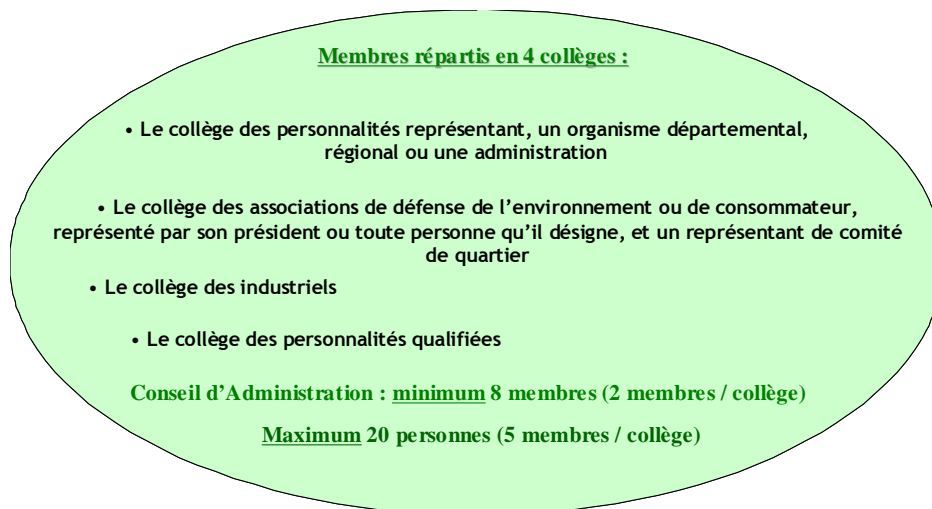 Membres répartis en 4 collèges :
• Le collège des personnalités représentant, un organisme départemental,
régional ou une administration
• Le collège des associations de défense de l’environnement ou de consommateur,
représenté par son président ou toute personne qu’il désigne, et un représentant de comité
de quartier
• Le collège des industriels
• Le collège des personnalités qualifiées
Conseil d’Administration : minimum 8 membres (2 membres / collège)
Maximum 20 personnes (5 membres / collège)